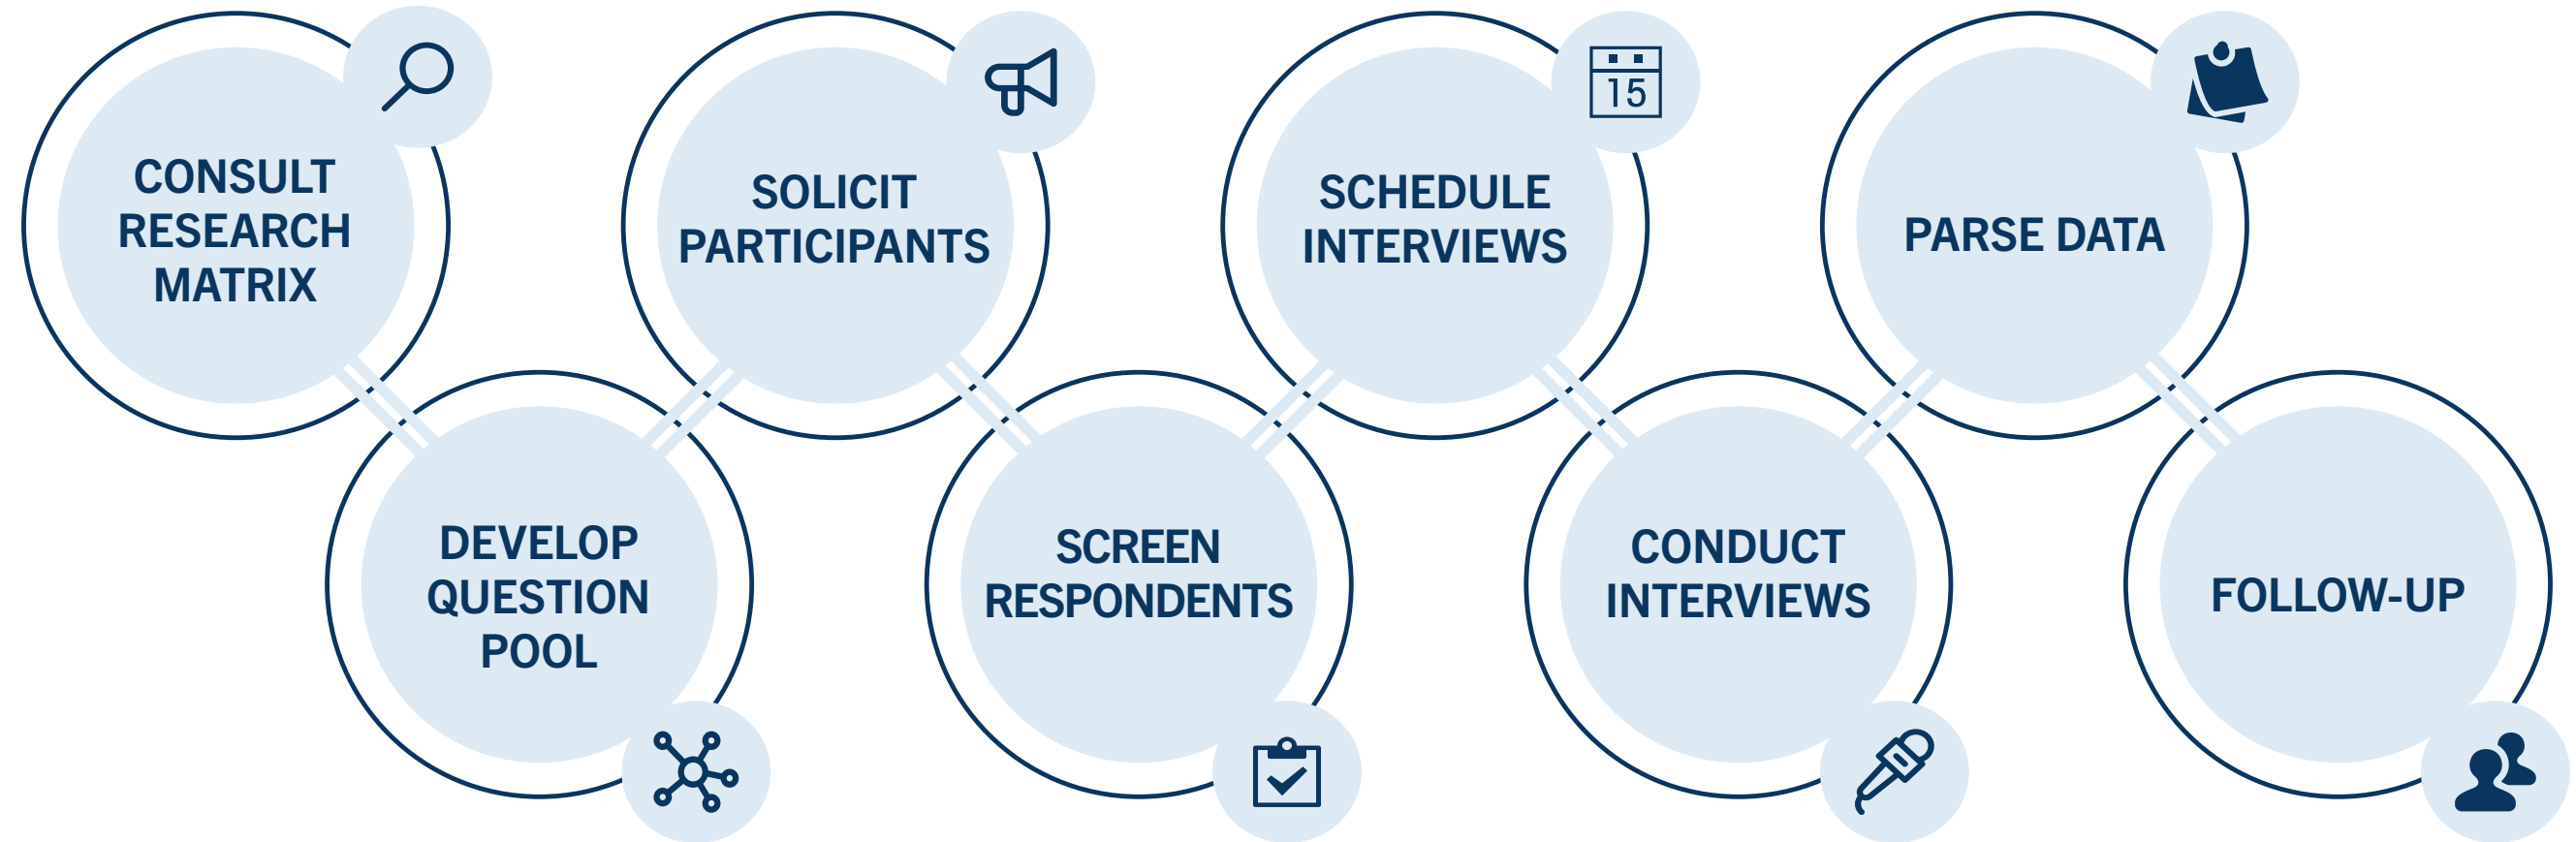 CONSULT
RESEARCH
MATRIX
DEVELOP
QUESTION
POOL
SOLICIT
PARTICIPANTS
SCREEN
RESPONDENTS
SCHEDULE
INTERVIEWS
15
CONDUCT
INTERVIEWS
PARSE DATA
FOLLOW-UP